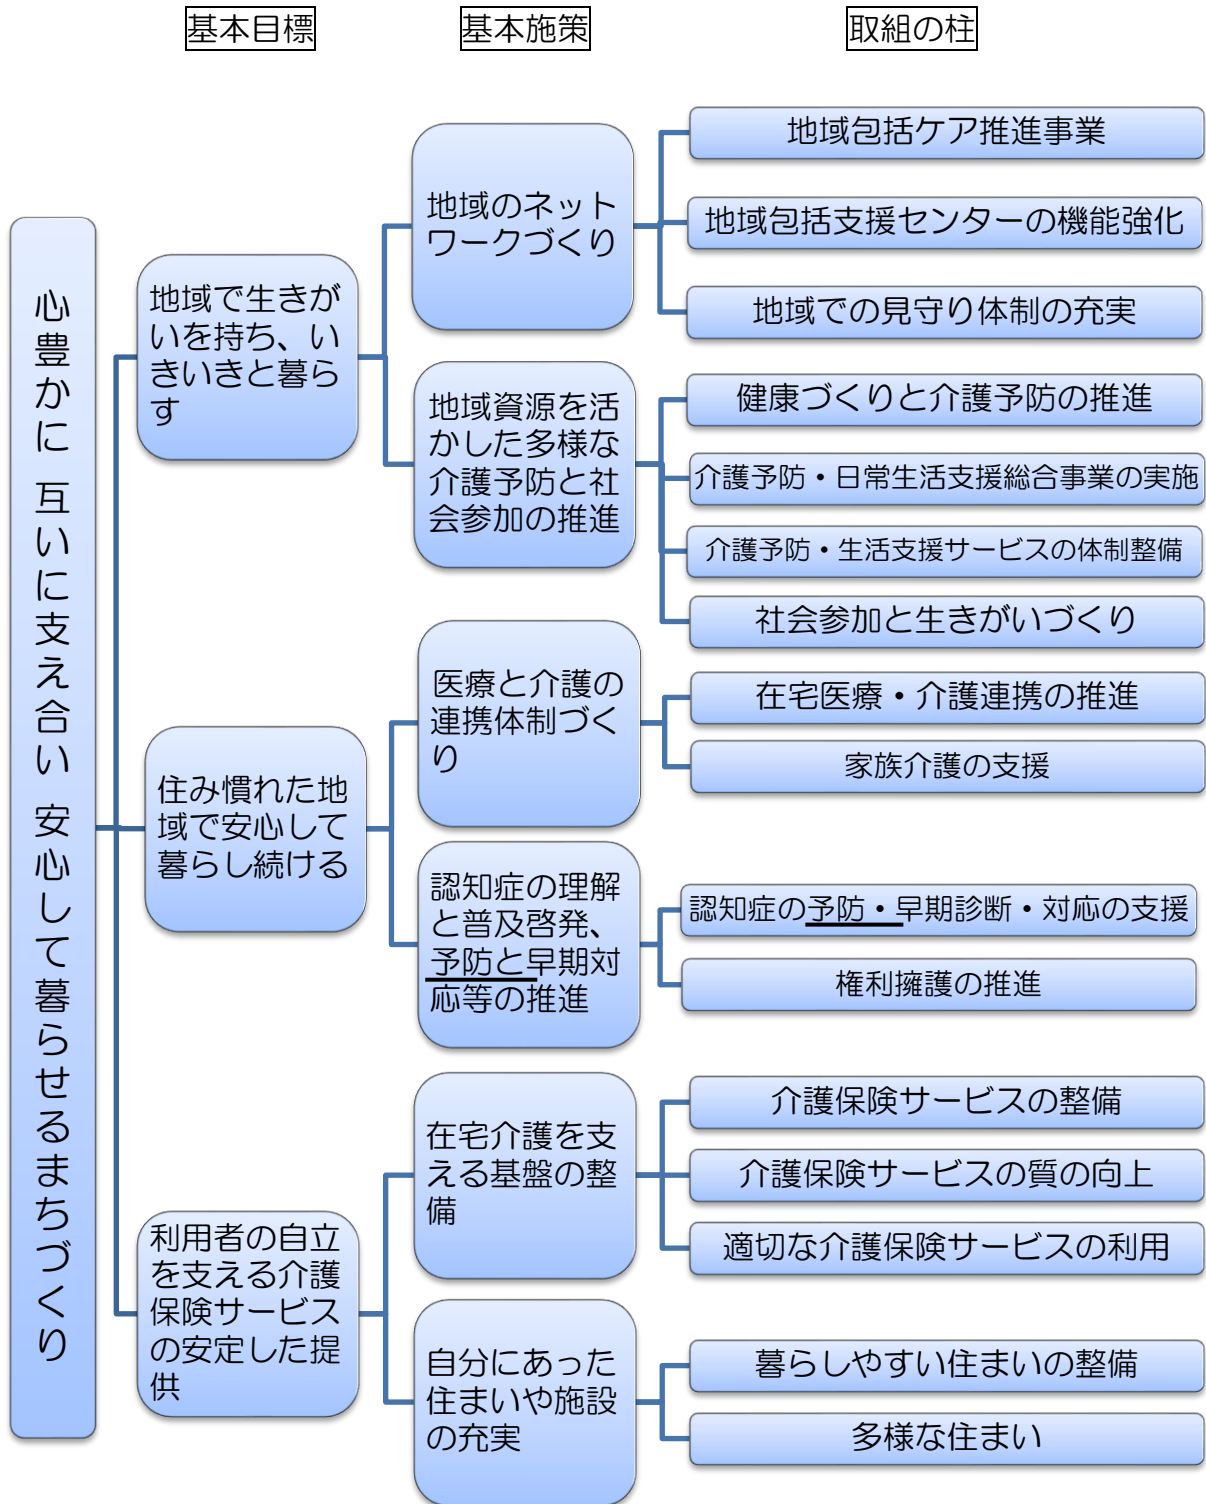 基本目標
基本施策
取組の柱
心豊かに 互いに支え合い 安心して暮らせるまちづくり
地域で生きが
いを持ち、い
きいきと暮ら
す
地域のネット
ワークづくり
地域包括ケア推進事業
地域包括支援センターの機能強化
地域での見守り体制の充実
地域資源を活
かした多様な
介護予防と社
会参加の推進
健康づくりと介護予防の推進
介護予防・日常生活支援総合事業の実施
介護予防・生活支援サービスの体制整備
社会参加と生きがいづくり
住み慣れた地
域で安心して
暮らし続ける
医療と介護の
連携体制づく
り
在宅医療・介護連携の推進
家族介護の支援
認知症の理解
と普及啓発、
予防と早期対
応等の推進
認知症の予防・早期診断・対応の支援
権利擁護の推進
利用者の自立
を支える介護
保険サービス
の安定した提
供
在宅介護を支
える基盤の整
備
介護保険サービスの整備
介護保険サービスの質の向上
適切な介護保険サービスの利用
自分にあった
住まいや施設
の充実
暮らしやすい住まいの整備
多様な住まい